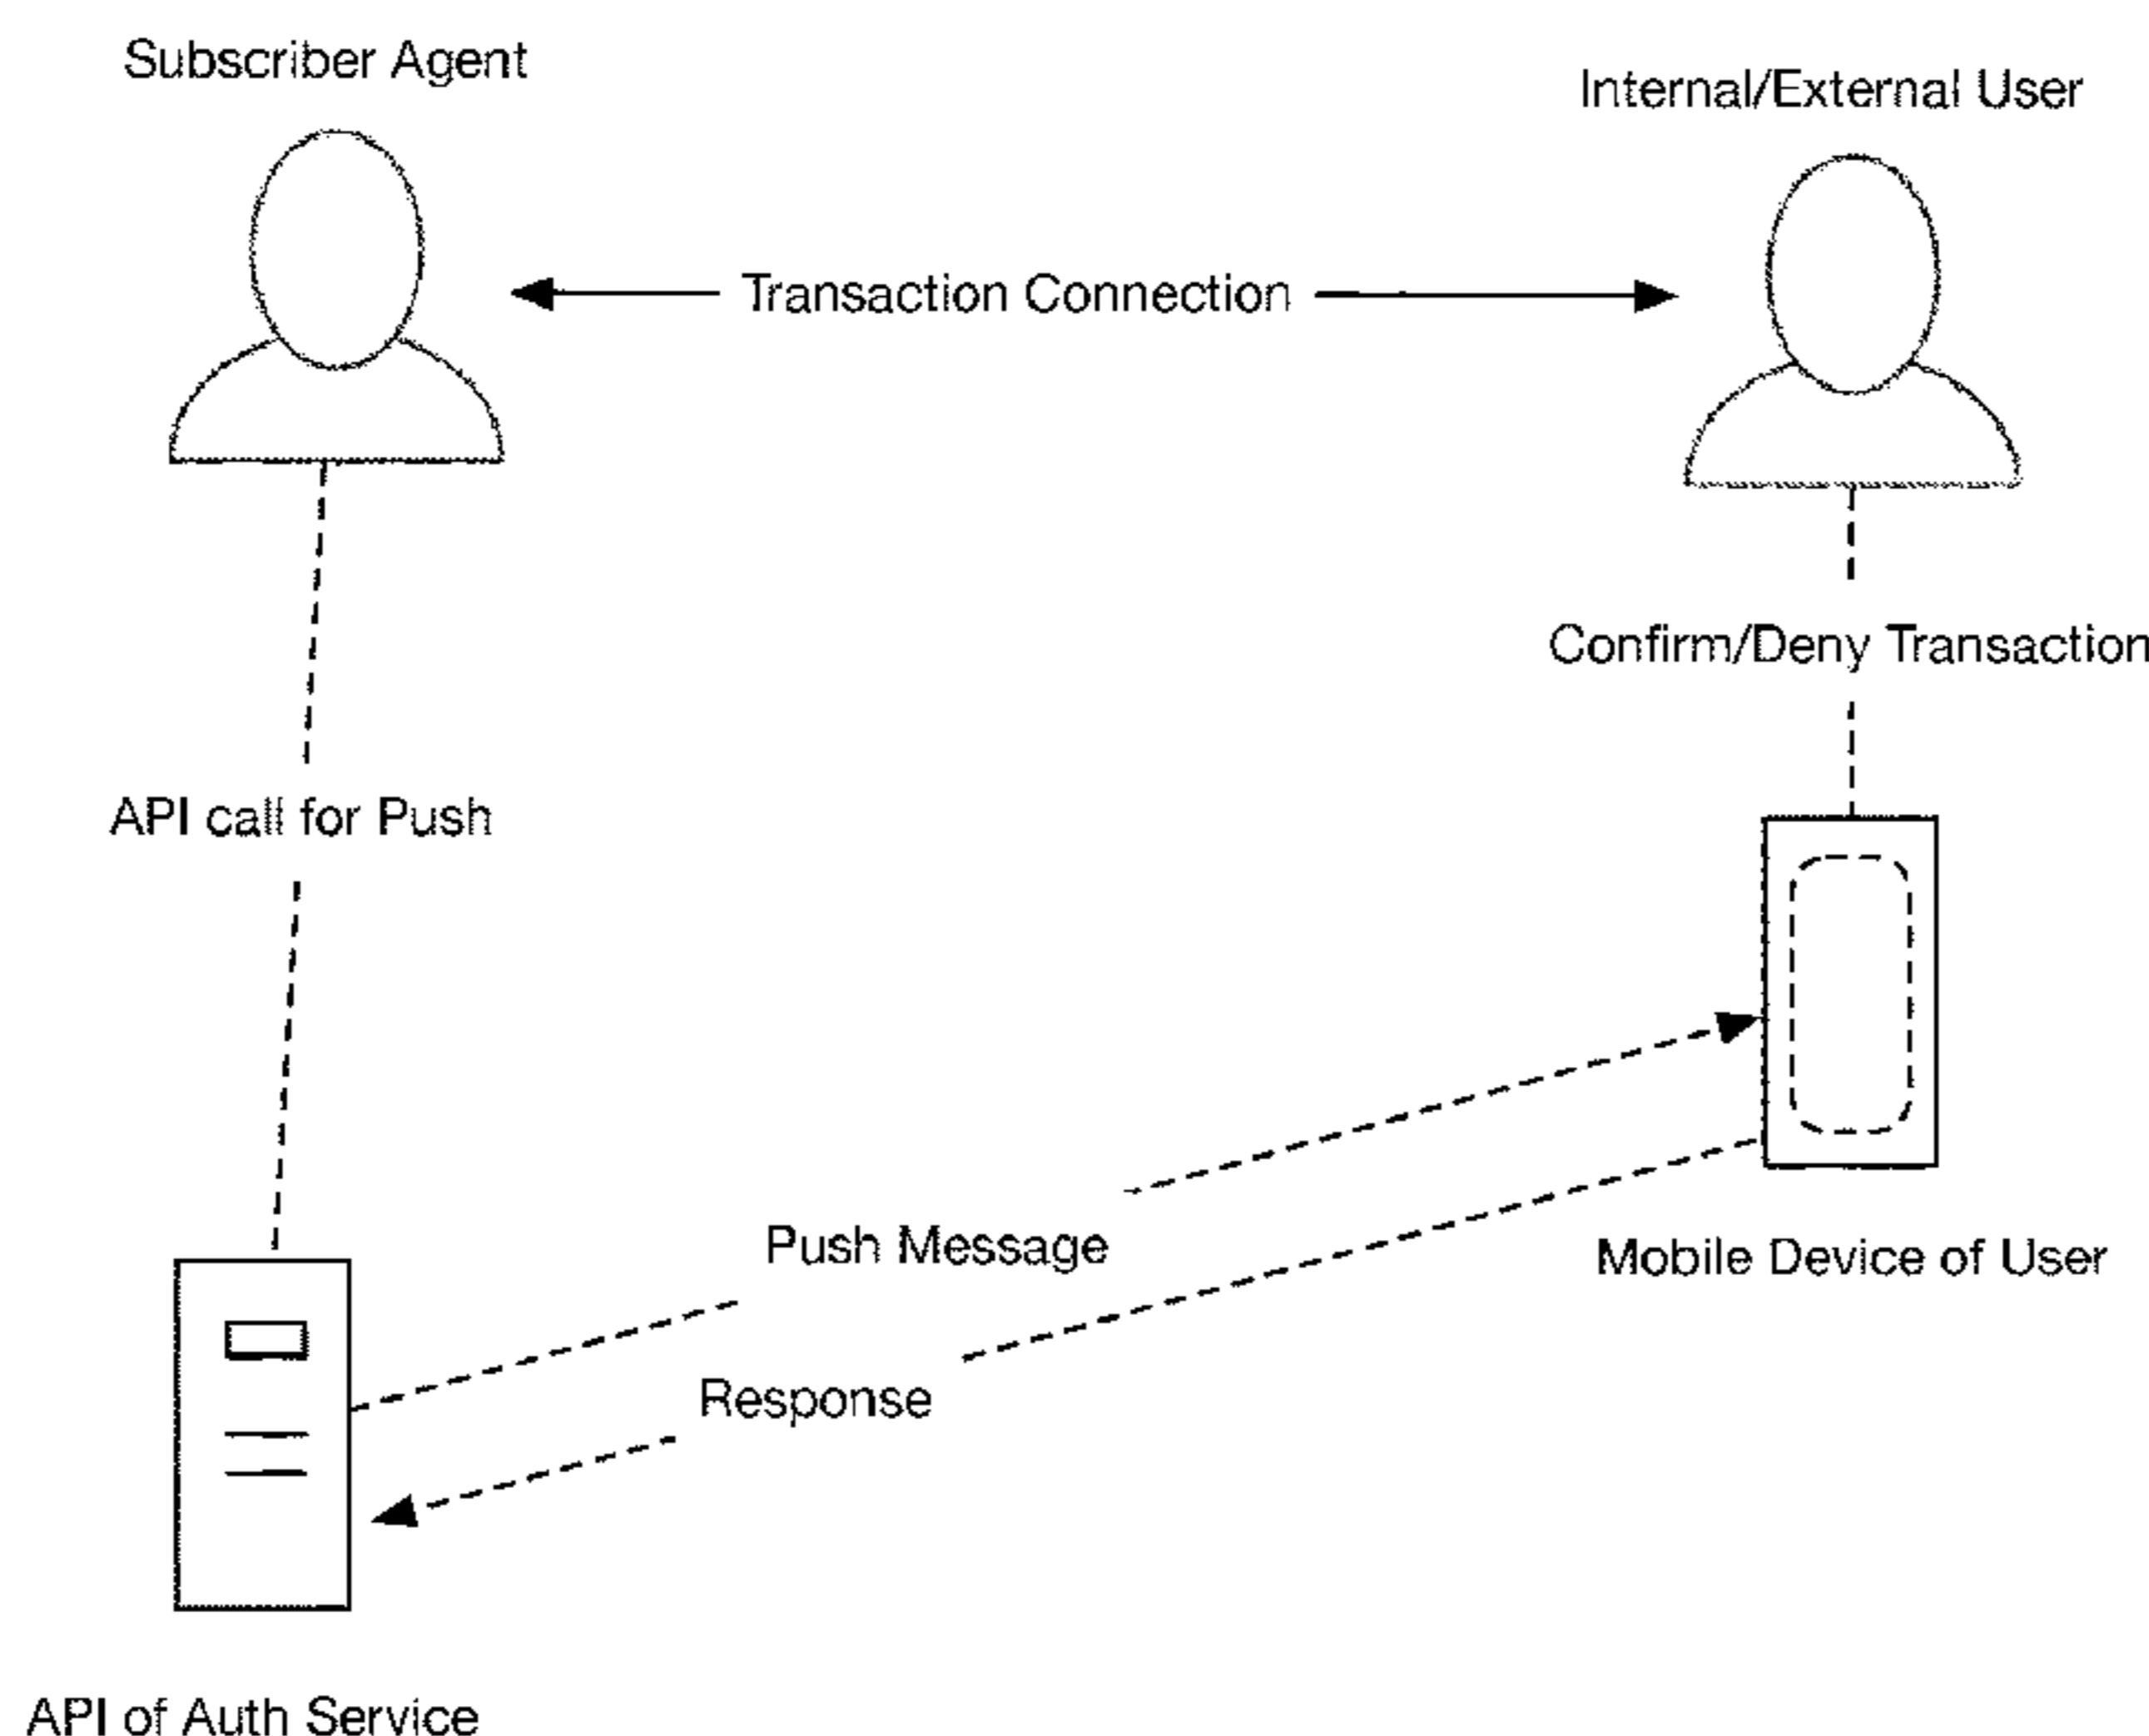 Subscriber Agent
Internal/External User
Transaction Connection
Confirm/Deny Transaction
API call for Push
Push Message
Mobile Device of User
Response
API of Auth Service